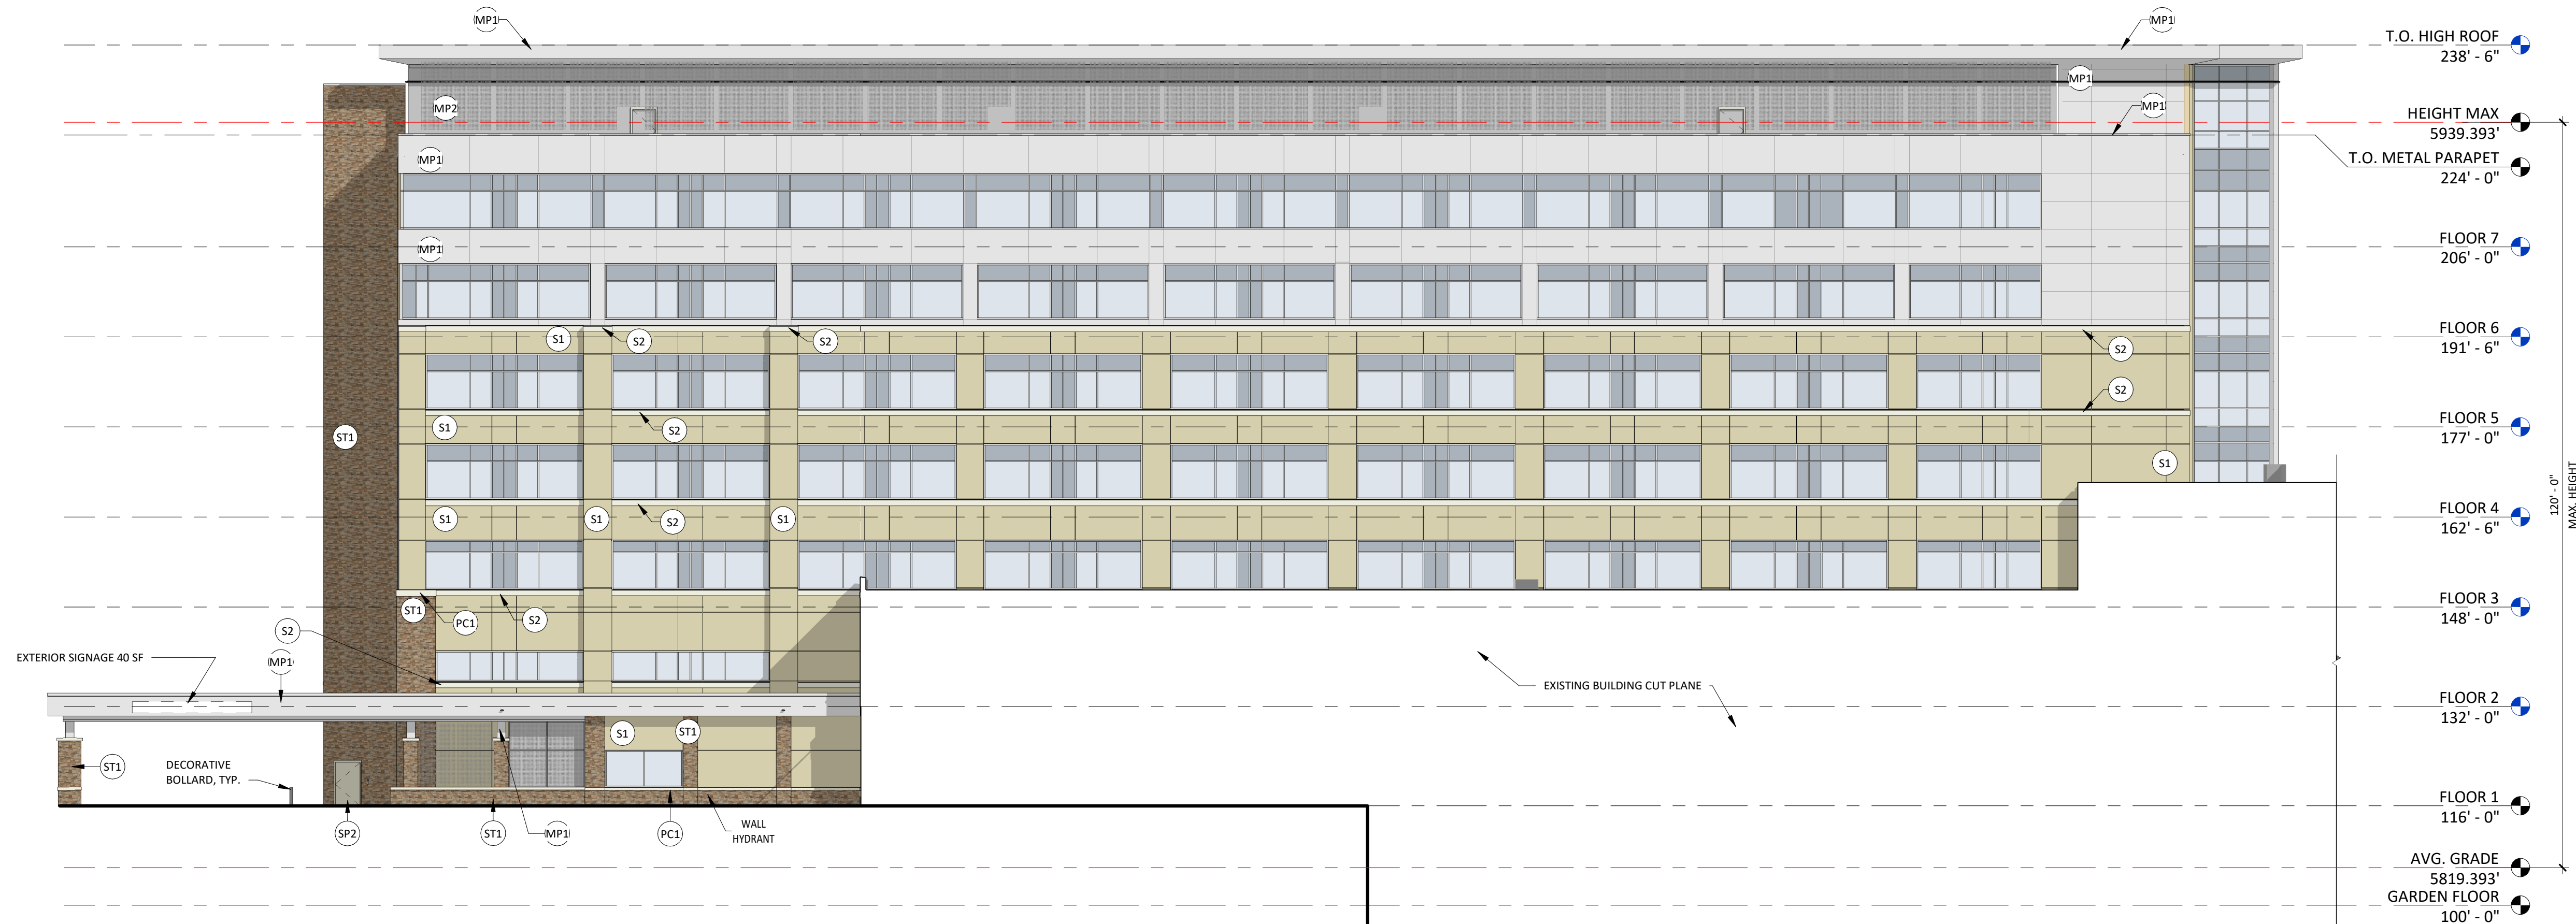 MP1
MP1
T.O. HIGH ROOF
238' - 6"
MP1
MP2
MP1
HEIGHT MAX
5939.393'
MP1
T.O. METAL PARAPET
224' - 0"
MP1
FLOOR 7
206' - 0"
S1
S2
S2
S2
FLOOR 6
191' - 6"
S2
S1
S2
ST1
S1
FLOOR 5
177' - 0"
S1
S2
S1
S1
FLOOR 4
162' - 6"
120' - 0"
MAX. HEIGHT
ST1
PC1
S2
FLOOR 3
148' - 0"
S2
EXTERIOR SIGNAGE 40 SF
MP1
EXISTING BUILDING CUT PLANE
FLOOR 2
132' - 0"
S1
ST1
ST1
DECORATIVE
BOLLARD, TYP.
FLOOR 1
116' - 0"
SP2
ST1
MP1
PC1
WALL
HYDRANT
AVG. GRADE
5819.393'
GARDEN FLOOR
100' - 0"